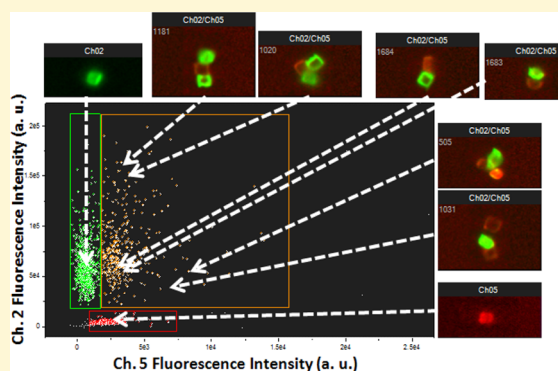 Ch02/Ch05
Ch02/Ch05
Ch02/Ch05
Ch02/Ch05
Ch02
1181
1020
1684
1683
Ch02/Ch05
505
Ch02/Ch05
1031
Ch05
Ch. 2 Fluorescence Intensity (a. u.)
2e5
1.5e5
1e5
5e4
0
0
5e3
1e4
1.5e4
2e4
2.5e4
Ch. 5 Fluorescence Intensity (a. u.)